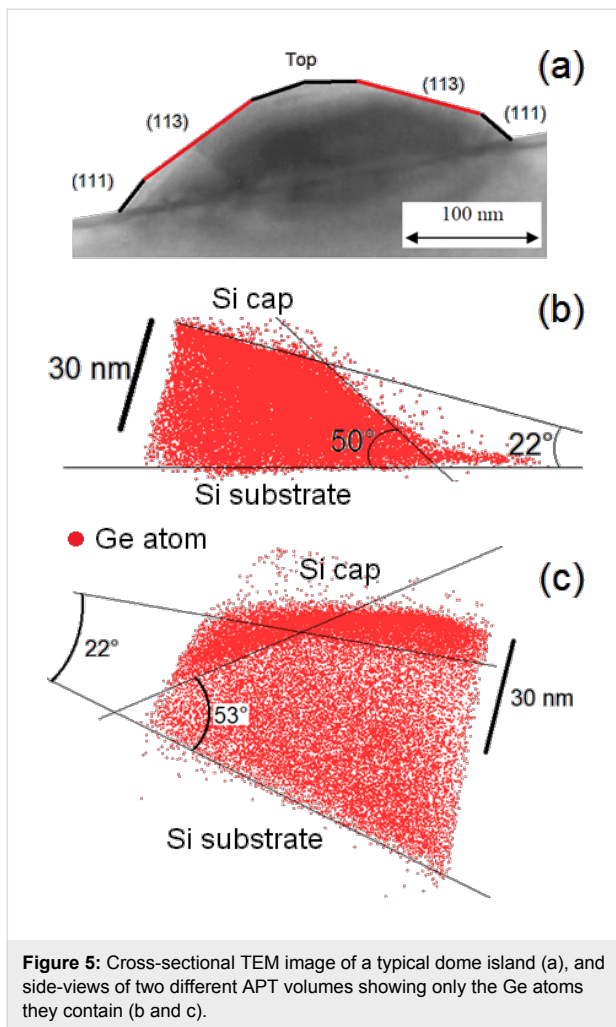 Top
(a)
(113)
(113)
(111)
(111)
100 nm
Si cap
(b)
30 nm
50°
22°
Si substrate
Ge atom
Si cap
(c)
22°
53°
30 nm
Si substrate
Figure 5: Cross-sectional TEM image of a typical dome island (a), and
side-views of two different APT volumes showing only the Ge atoms
they contain (b and c).